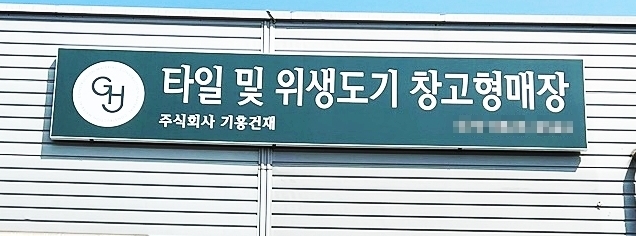 GHJ
타일 및 위생도기 창고형매장
주식회사 기흥건재